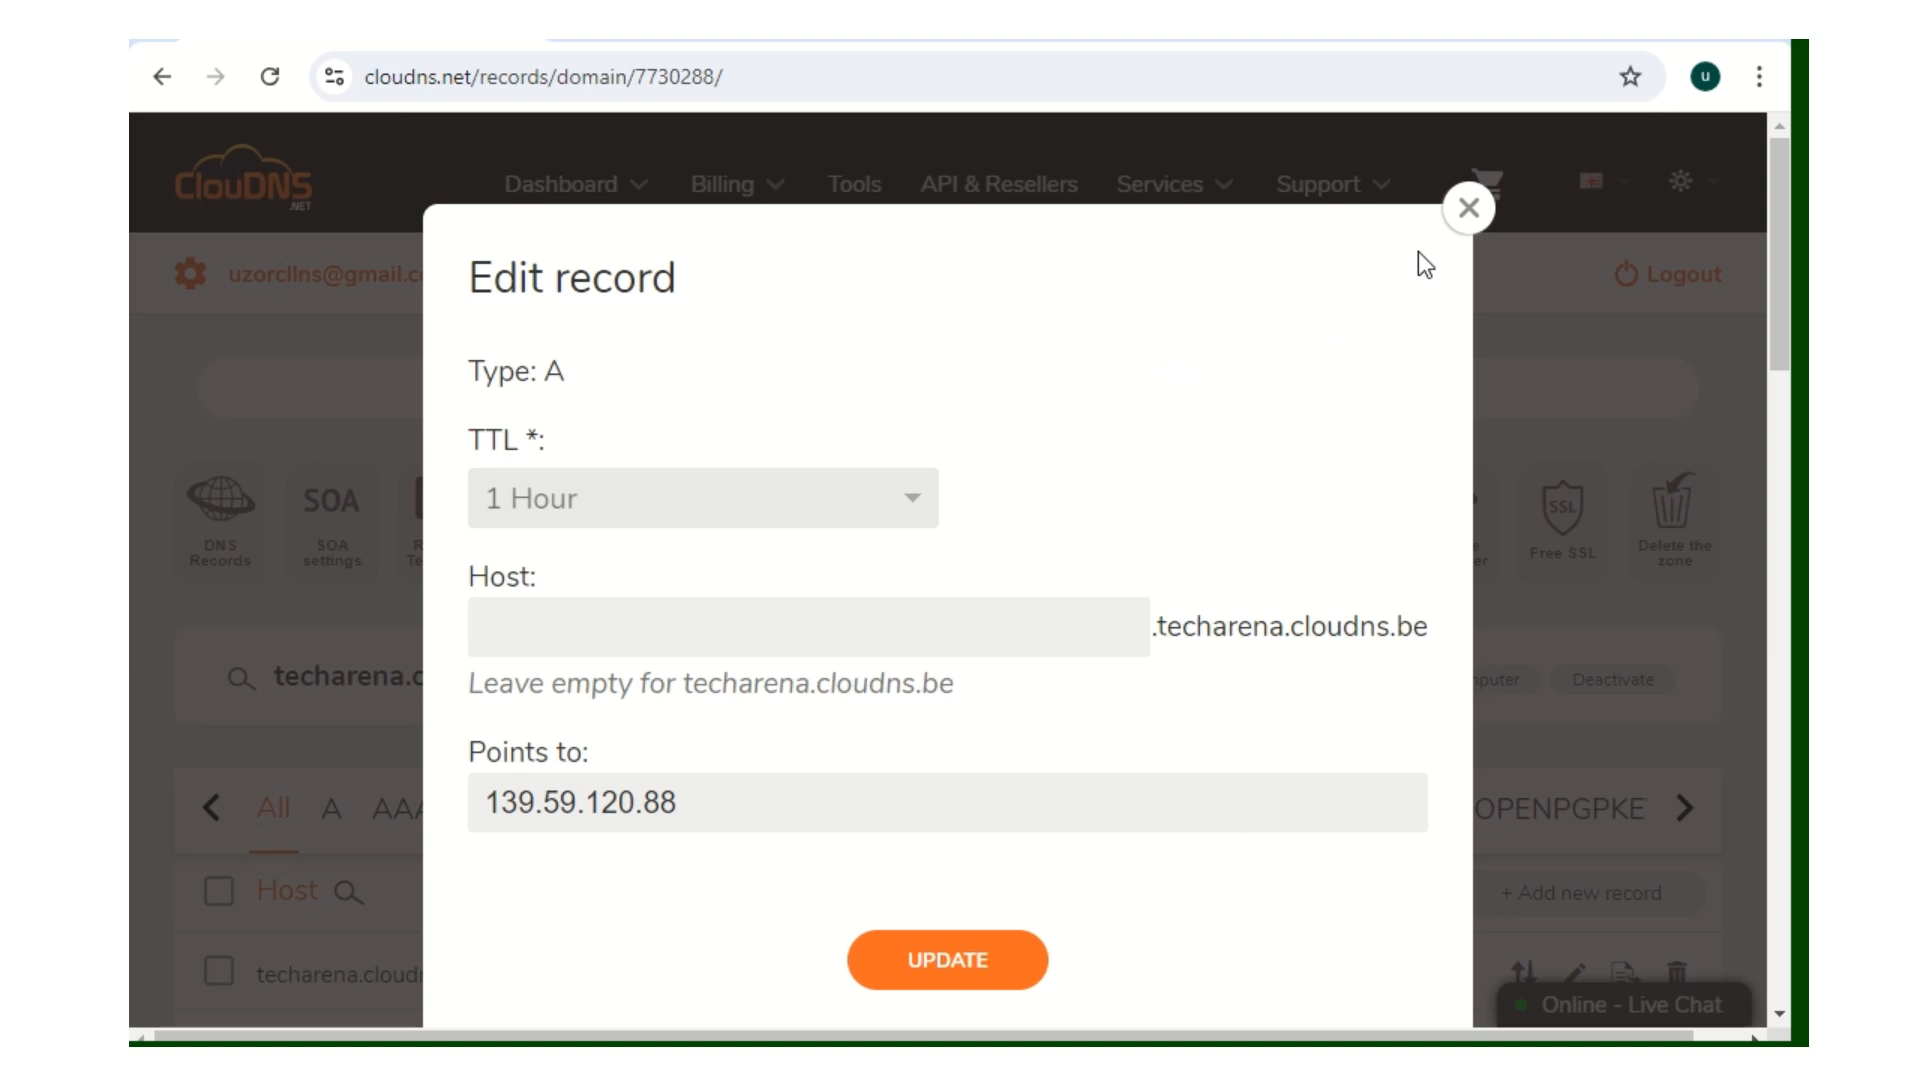 cloudns.net/records/domain/7730288/
u
ClouDNS
.NET
Dashboard Billing Tools API & Resellers Services Support
uzorcllns@gmail.c
Logout
Edit record
Type: A
TTL *:
1 Hour
Host:
.techarena.cloudns.be
Leave empty for techarena.cloudns.be
Points to:
139.59.120.88
UPDATE
DNS
Records
SOA
SOA
settings
SSL
Free SSL
Delete the
zone
techarena.c
Deactivate
All A AAA
OPENPGPKE
Host
+ Add new record
techarena.cloud
Online - Live Chat